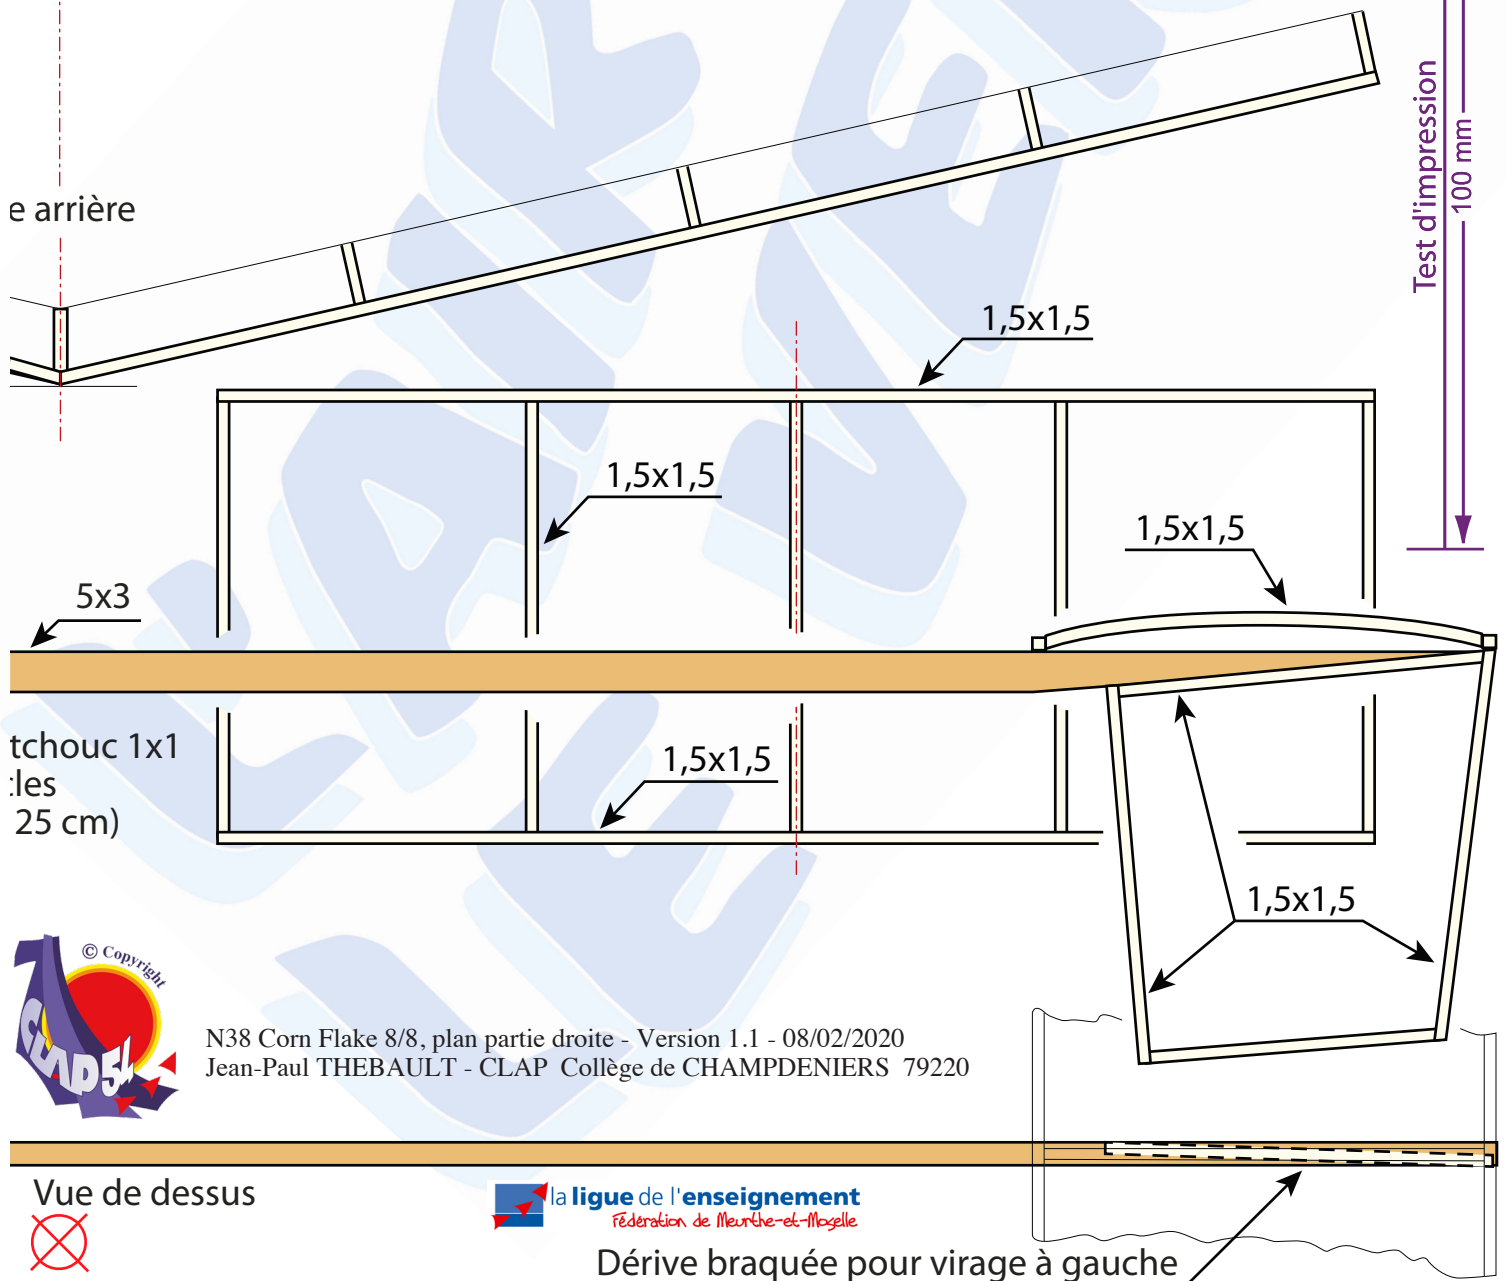 Test d'impression
100 mm
e arrière
1,5x1,5
1,5x1,5
1,5x1,5
5x3
tchouc 1x1
cles
25 cm)
1,5x1,5
1,5x1,5
© Copyright
CLAP54
N38 Corn Flake 8/8, plan partie droite - Version 1.1 - 08/02/2020
Jean-Paul THEBAULT - CLAP Collège de CHAMPDENIERS 79220
Vue de dessus
la ligue de l'enseignement
Fédération de Meurthe-et-Moselle
Dérive braquée pour virage à gauche